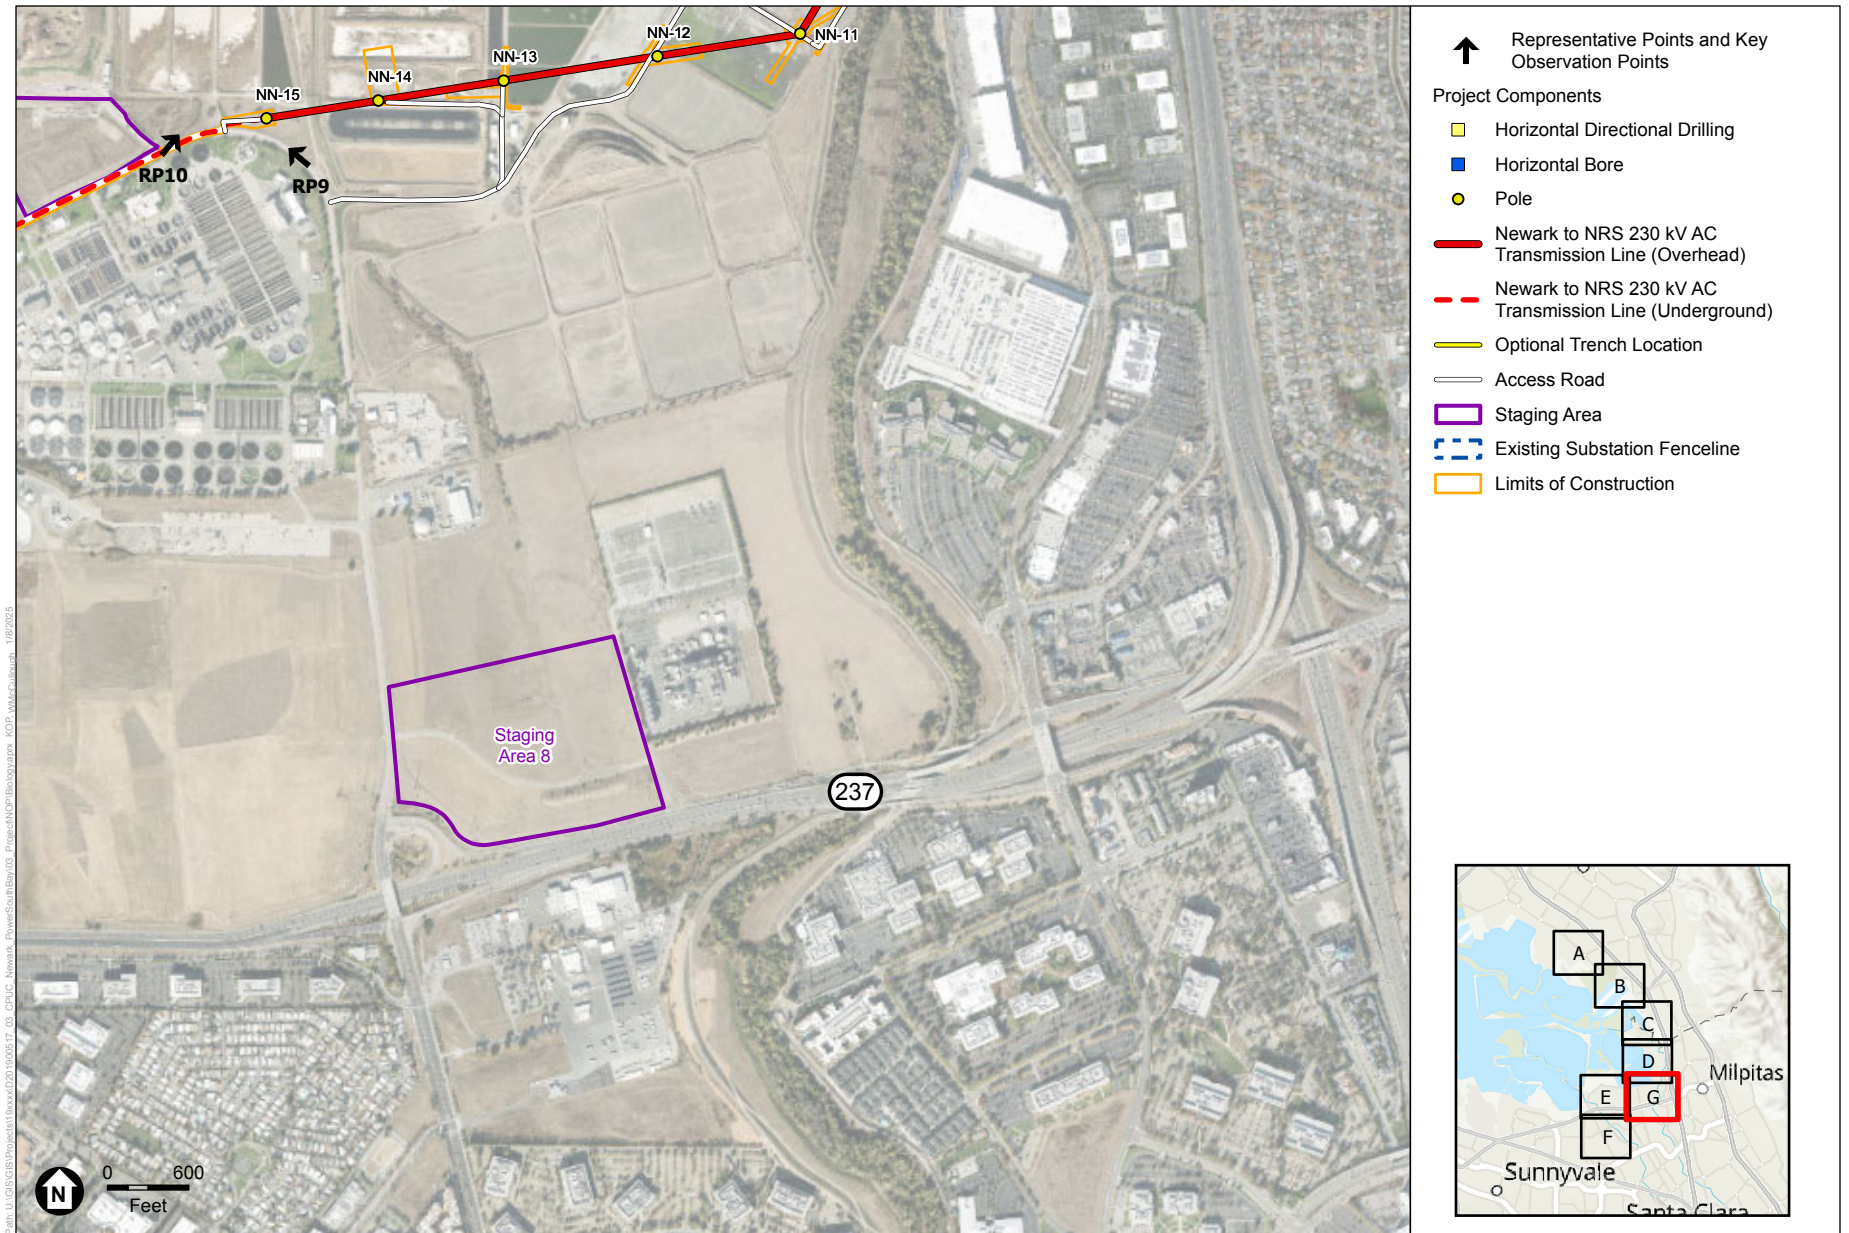 NN-11
NN-12
NN-13
NN-14
NN-15
RP10
RP9
Staging
Area 8
237
N
0 600
Feet
Representative Points and Key
Observation Points
Project Components
Horizontal Directional Drilling
Horizontal Bore
Pole
Newark to NRS 230 kV AC
Transmission Line (Overhead)
Newark to NRS 230 kV AC
Transmission Line (Underground)
Optional Trench Location
Access Road
Staging Area
Existing Substation Fenceline
Limits of Construction
A
B
C
D
E
G
F
Milpitas
Sunnyvale
Santa Clara